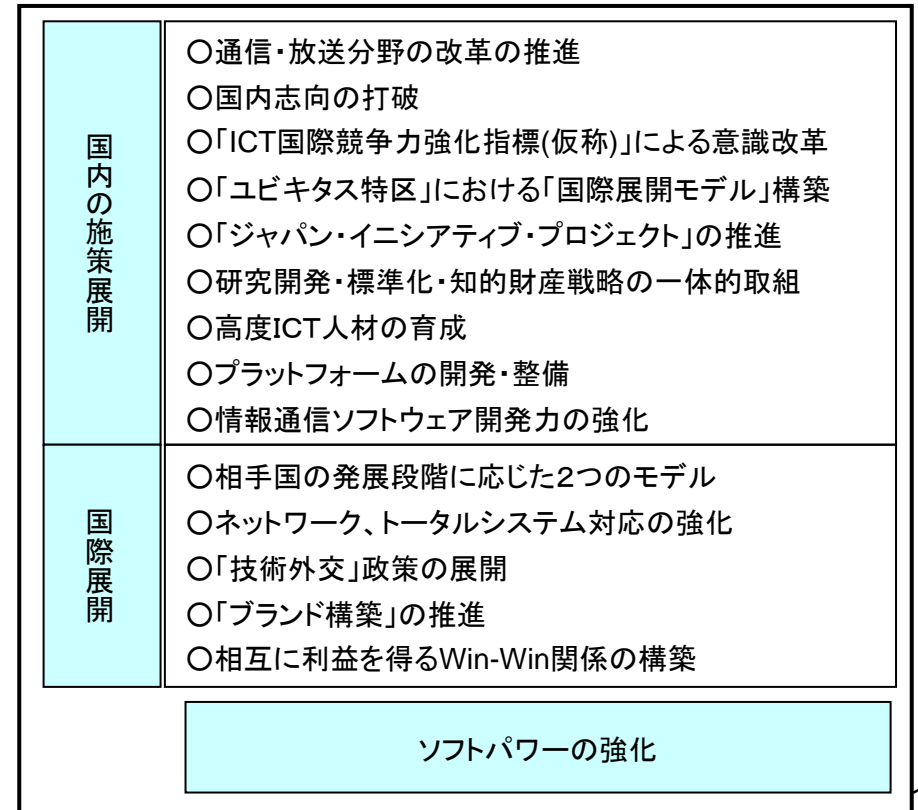 国内の施策展開
○通信・放送分野の改革の推進
○国内志向の打破
○「ICT国際競争力強化指標(仮称)」による意識改革
○「ユビキタス特区」における「国際展開モデル」構築
○「ジャパン・イニシアティブ・プロジェクト」の推進
○研究開発・標準化・知的財産戦略の一体的取組
○高度ICT人材の育成
○プラットフォームの開発・整備
○情報通信ソフトウェア開発力の強化
国際展開
○相手国の発展段階に応じた2つのモデル
○ネットワーク、トータルシステム対応の強化
○「技術外交」政策の展開
○「ブランド構築」の推進
○相互に利益を得るWin-Win関係の構築
ソフトパワーの強化